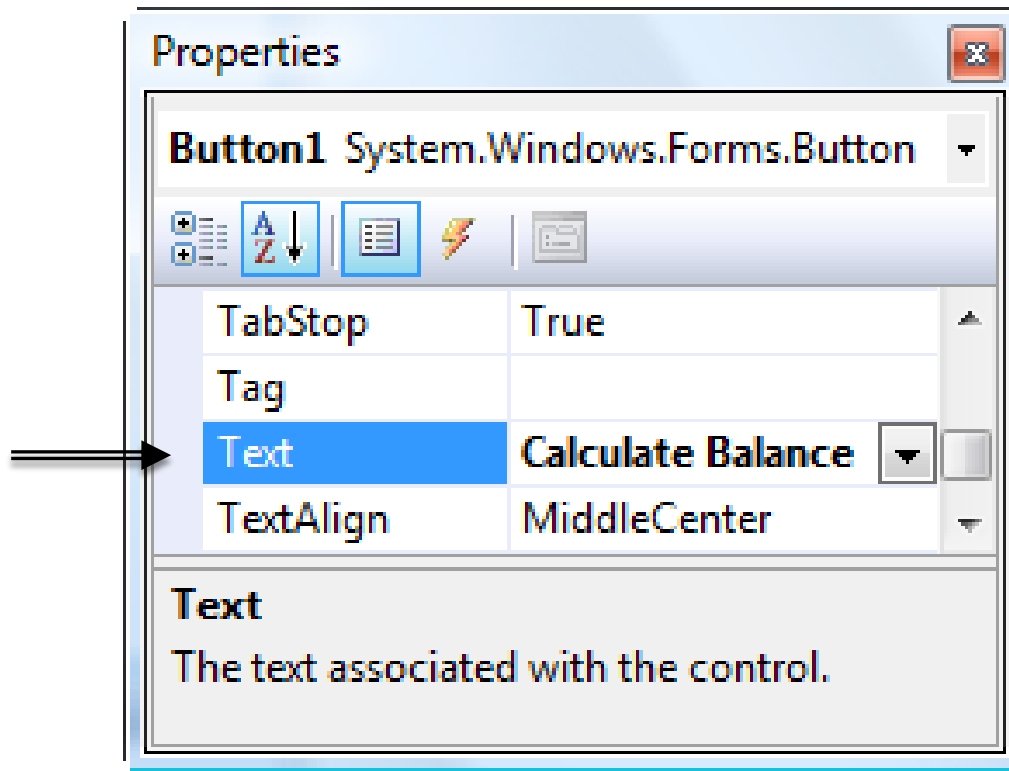 Properties
Button1 System.Windows.Forms.Button
A
Z
TabStop True
Tag
Text Calculate Balance
TextAlign MiddleCenter
Text
The text associated with the control.